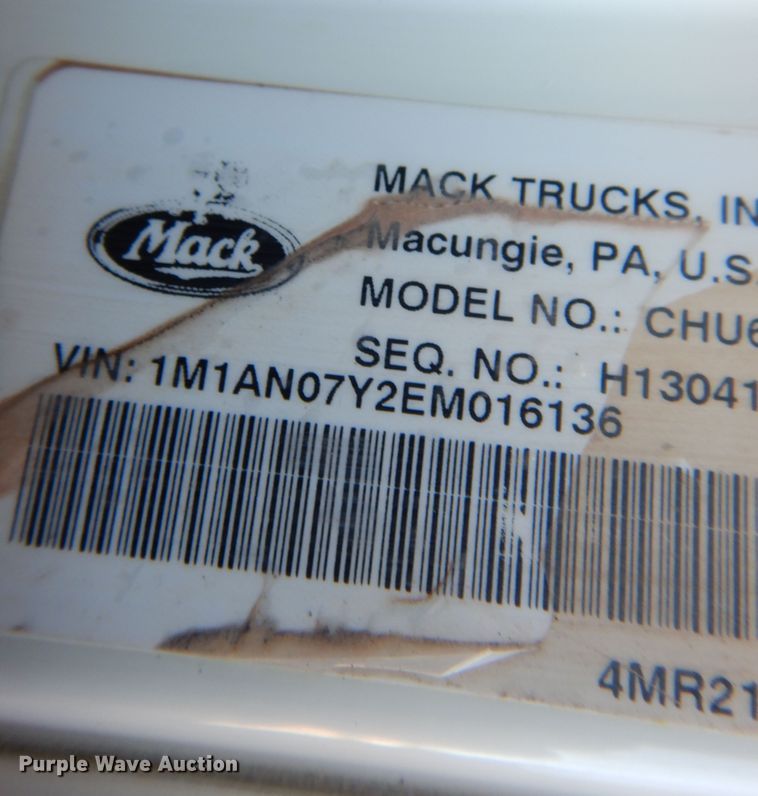 Mack
MACK TRUCKS, IN
Macungie, PA, U.S.
MODEL NO.: CHU6
SEQ. NO.: H13041
VIN: 1M1AN07Y2EM016136
4MR21
Purple Wave Auction